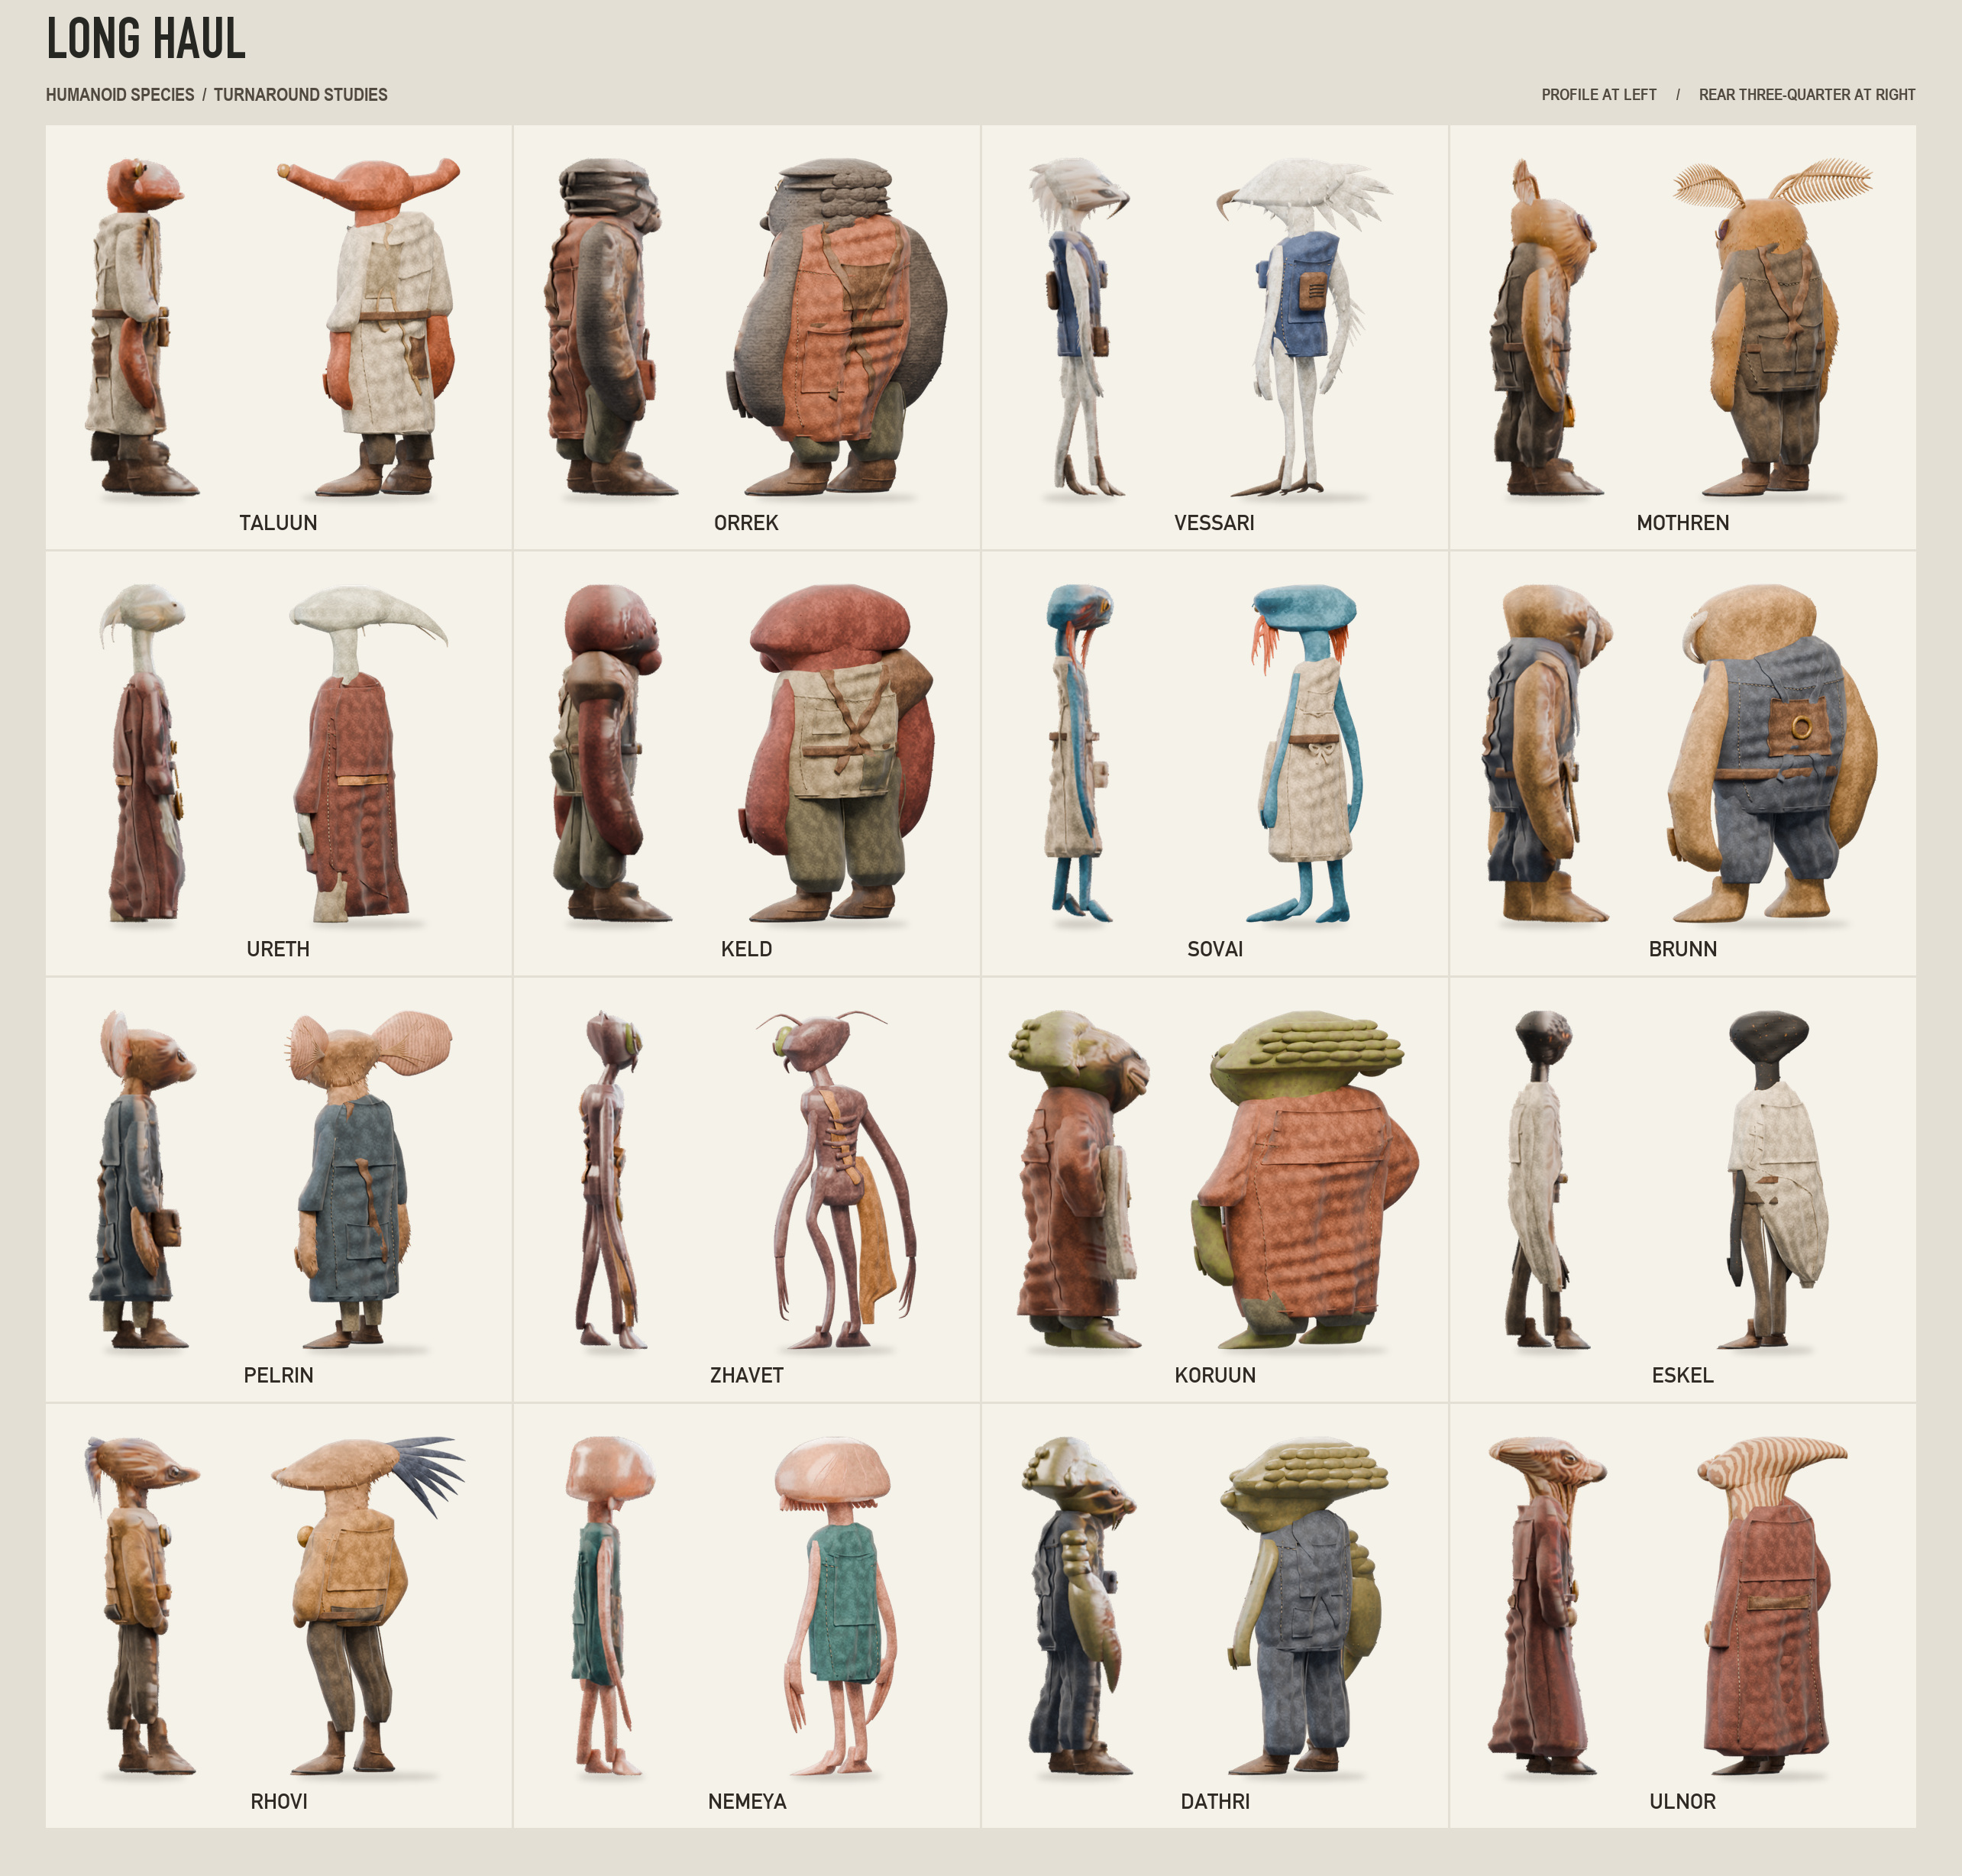 LONG HAUL
HUMANOID SPECIES / TURNAROUND STUDIES
PROFILE AT LEFT / REAR THREE-QUARTER AT RIGHT
TALUUN
ORREK
VESSARI
MOTHREN
URETH
KELD
SOVAI
BRUNN
PELRIN
ZHAVET
KORUUN
ESKEL
RHOVI
NEMEYA
DATHRI
ULNOR